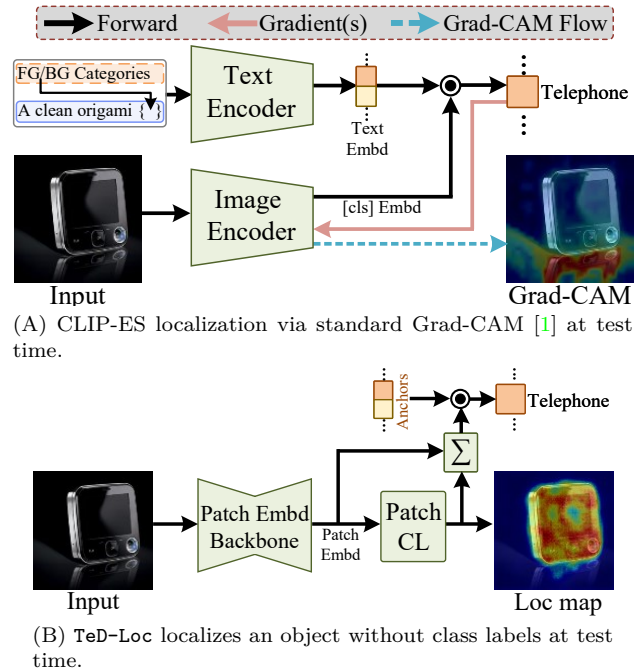 Forward Gradient(s) Grad-CAM Flow
FG/BG Categories
A clean origami { }
Text
Encoder
Text
Embd
Telephone
Image
Encoder
[cls] Embd
Input
Grad-CAM
(A) CLIP-ES localization via standard Grad-CAM [1] at test
time.
Anchors
Telephone
Σ
Patch Embd
Backbone
Patch
Embd
Patch
CL
Input
Loc map
(B) TeD-Loc localizes an object without class labels at test
time.